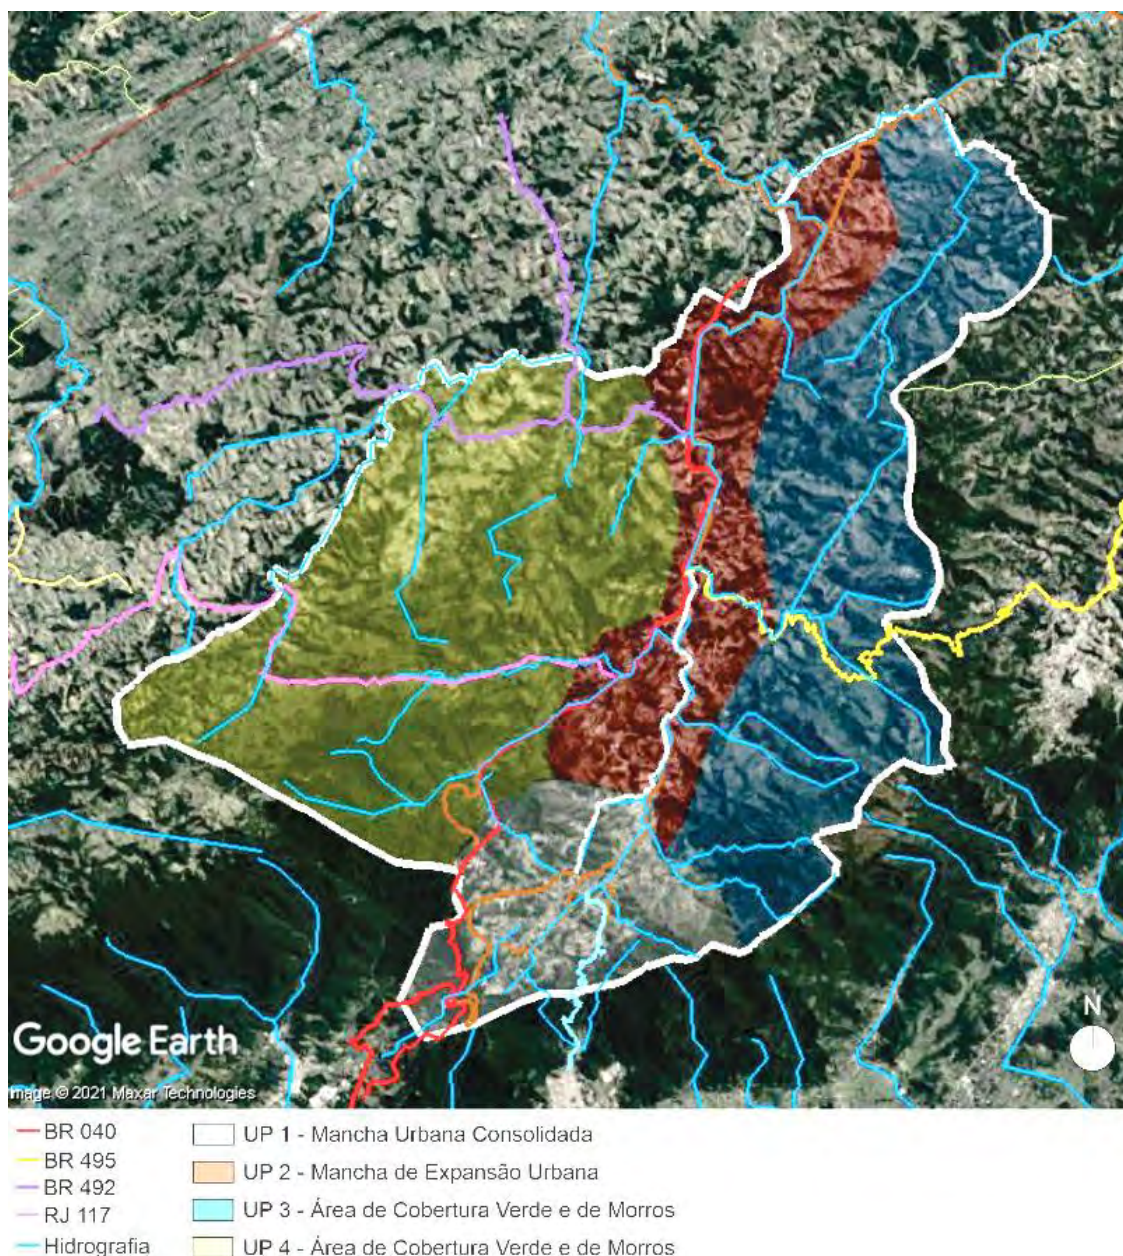 N
Google Earth
mage © 2021 Maxar Technologies
BR 040
BR 495
BR 492
RJ 117
Hidrografia
UP 1 - Mancha Urbana Consolidada
UP 2 - Mancha de Expansão Urbana
UP 3 - Área de Cobertura Verde e de Morros
UP 4 - Área de Cobertura Verde e de Morros